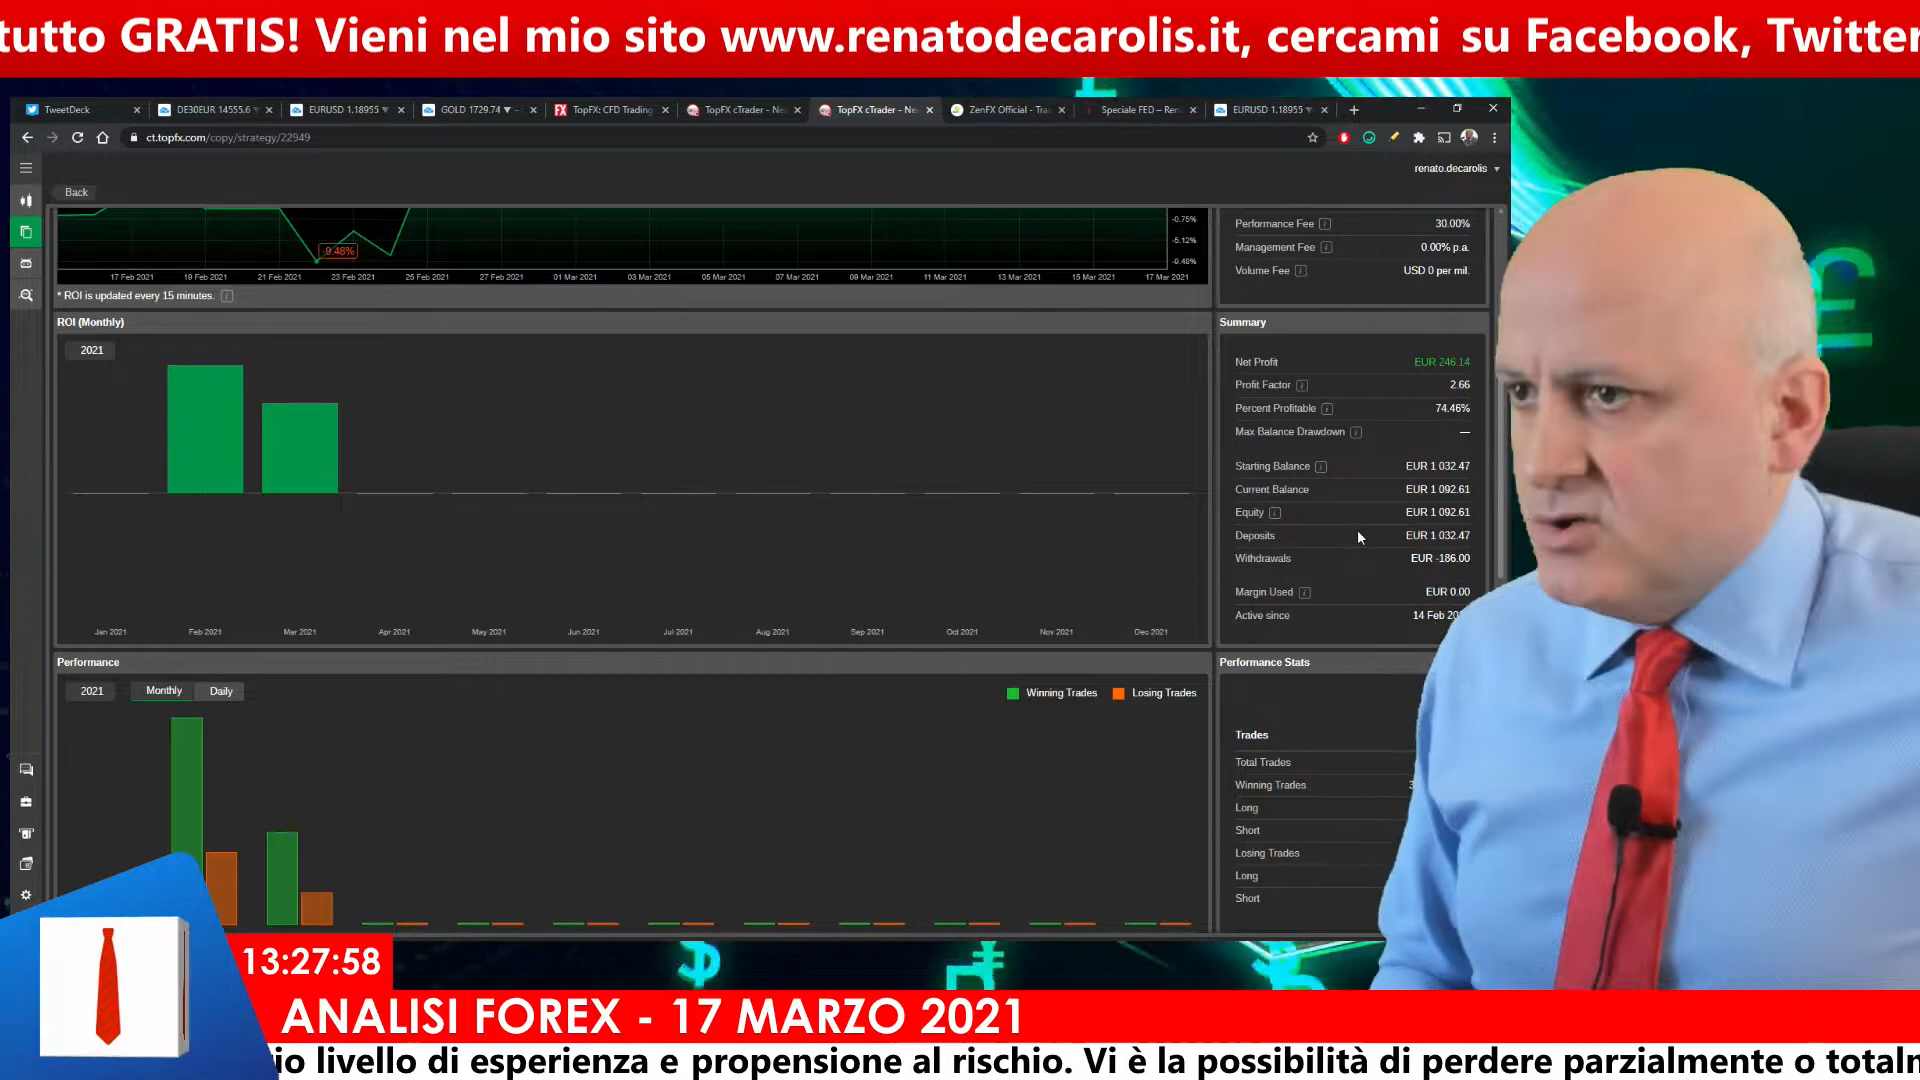 tutto GRATIS! Vieni nel mio sito www.renatodecarolis.it, cercami su Facebook, Twitter
TweetDeck
DE30EUR 14555.6
EURUSD 1.18955 ▼
GOLD 1729.74 ▼
TopFX: CFD Trading
TopFX cTrader - Ne
TopFX cTrader - Ne
ZenFX Official - Tra
Speciale FED – Ren
EURUSD 1.18955
ct.topfx.com/copy/strategy/22949
renato.decarolis
Back
-9.48%
-0.75%
-5.12%
-9.48%
17 Feb 2021 19 Feb 2021 21 Feb 2021 23 Feb 2021 25 Feb 2021 27 Feb 2021 01 Mar 2021 03 Mar 2021 05 Mar 2021 07 Mar 2021 09 Mar 2021 11 Mar 2021 13 Mar 2021 15 Mar 2021 17 Mar 2021
* ROI is updated every 15 minutes.
Performance Fee 30.00%
Management Fee 0.00% p.a.
Volume Fee USD 0 per mil.
ROI (Monthly)
2021
Jan 2021 Feb 2021 Mar 2021 Apr 2021 May 2021 Jun 2021 Jul 2021 Aug 2021 Sep 2021 Oct 2021 Nov 2021 Dec 2021
Summary
Net Profit EUR 246.14
Profit Factor 2.66
Percent Profitable 74.46%
Max Balance Drawdown —
Starting Balance EUR 1 032.47
Current Balance EUR 1 092.61
Equity EUR 1 092.61
Deposits EUR 1 032.47
Withdrawals EUR -186.00
Margin Used EUR 0.00
Active since 14 Feb
Performance
2021 Monthly Daily
Winning Trades Losing Trades
Performance Stats
Trades
Total Trades
Winning Trades
Long
Short
Losing Trades
Long
Short
13:27:58
ANALISI FOREX - 17 MARZO 2021
livello di esperienza e propensione al rischio. Vi è la possibilità di perdere parzialmente o